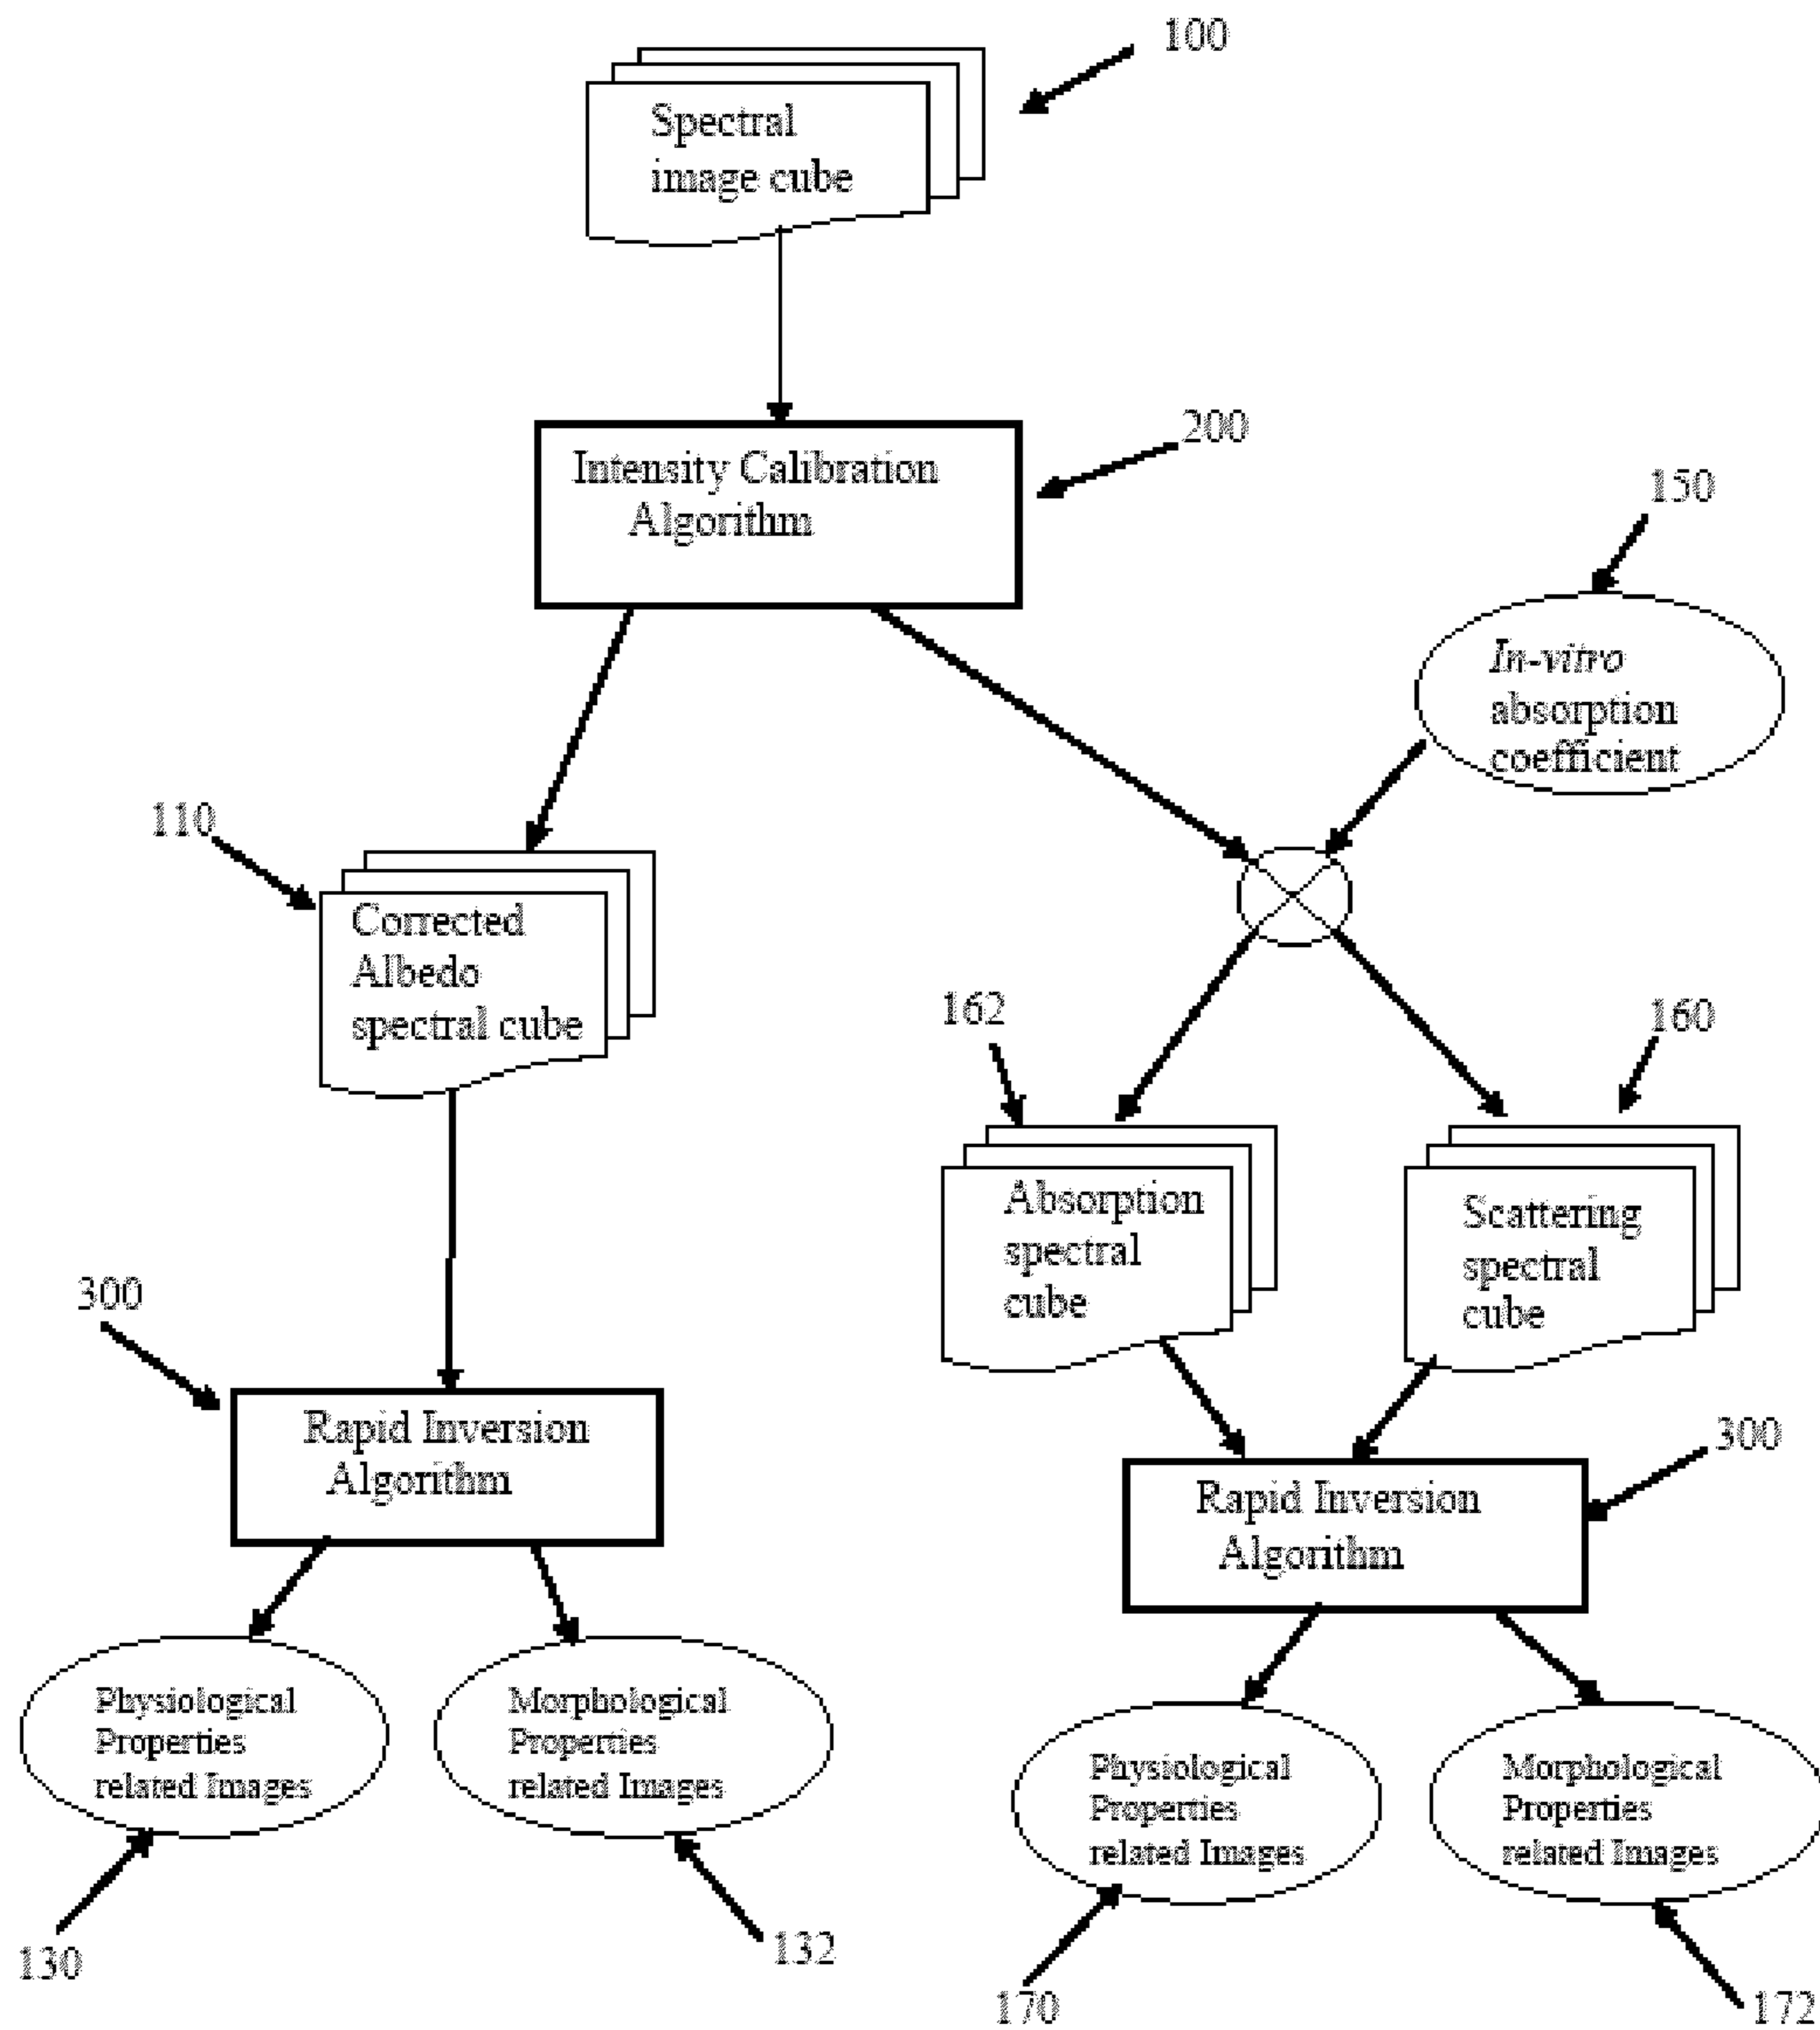 100
Spectral
image cube
200
Intensity Calibration
Algorithm
150
In-vitro
absorption
coefficient
110
Corrected
Albedo
spectral cube
162
160
Absorption
spectral
cube
Scattering
spectral
cube
300
Rapid Inversion
Algorithm
300
Rapid Inversion
Algorithm
Physiological
Properties
related Images
Morphological
Properties
related Images
Physiological
Properties
related Images
Morphological
Properties
related Images
130
132
170
172